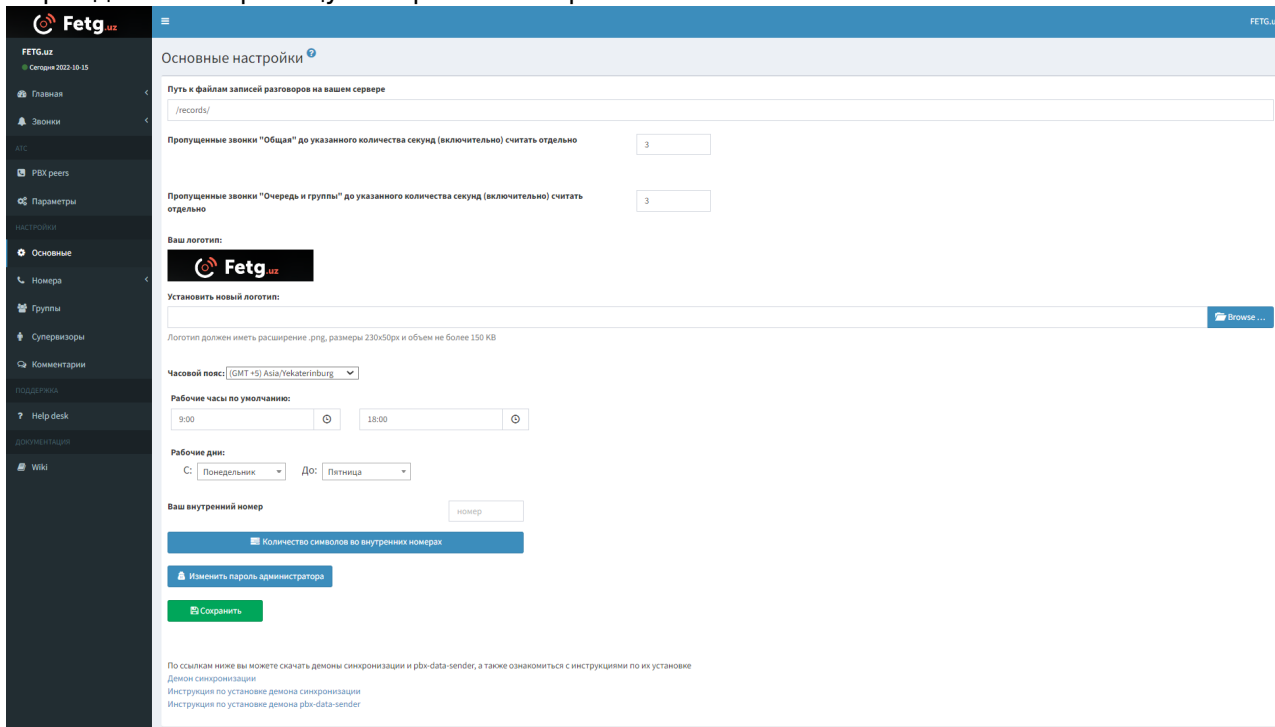 Fetg.uz
FETG.u
FETG.uz
Сегодня 2022-10-15
Главная
Звонки
АТС
PBX peers
Параметры
НАСТРОЙКИ
Основные
Номера
Группы
Супервизоры
Комментарии
ПОДДЕРЖКА
Help desk
ДОКУМЕНТАЦИЯ
Wiki
Основные настройки
Путь к файлам записей разговоров на вашем сервере
/records/
Пропущенные звонки "Общая" до указанного количества секунд (включительно) считать отдельно
3
Пропущенные звонки "Очередь и группы" до указанного количества секунд (включительно) считать
отдельно
3
Ваш логотип:
Fetg.uz
Установить новый логотип:
Browse ...
Логотип должен иметь расширение .png, размеры 230x50px и объем не более 150 KB
Часовой пояс: (GMT +5) Asia/Yekaterinburg
Рабочие часы по умолчанию:
9:00 18:00
Рабочие дни:
С: Понедельник До: Пятница
Ваш внутренний номер
номер
Количество символов во внутренних номерах
Изменить пароль администратора
Сохранить
По ссылкам ниже вы можете скачать демоны синхронизации и pbx-data-sender, а также ознакомиться с инструкциями по их установке
Демон синхронизации
Инструкция по установке демона синхронизации
Инструкция по установке демона pbx-data-sender